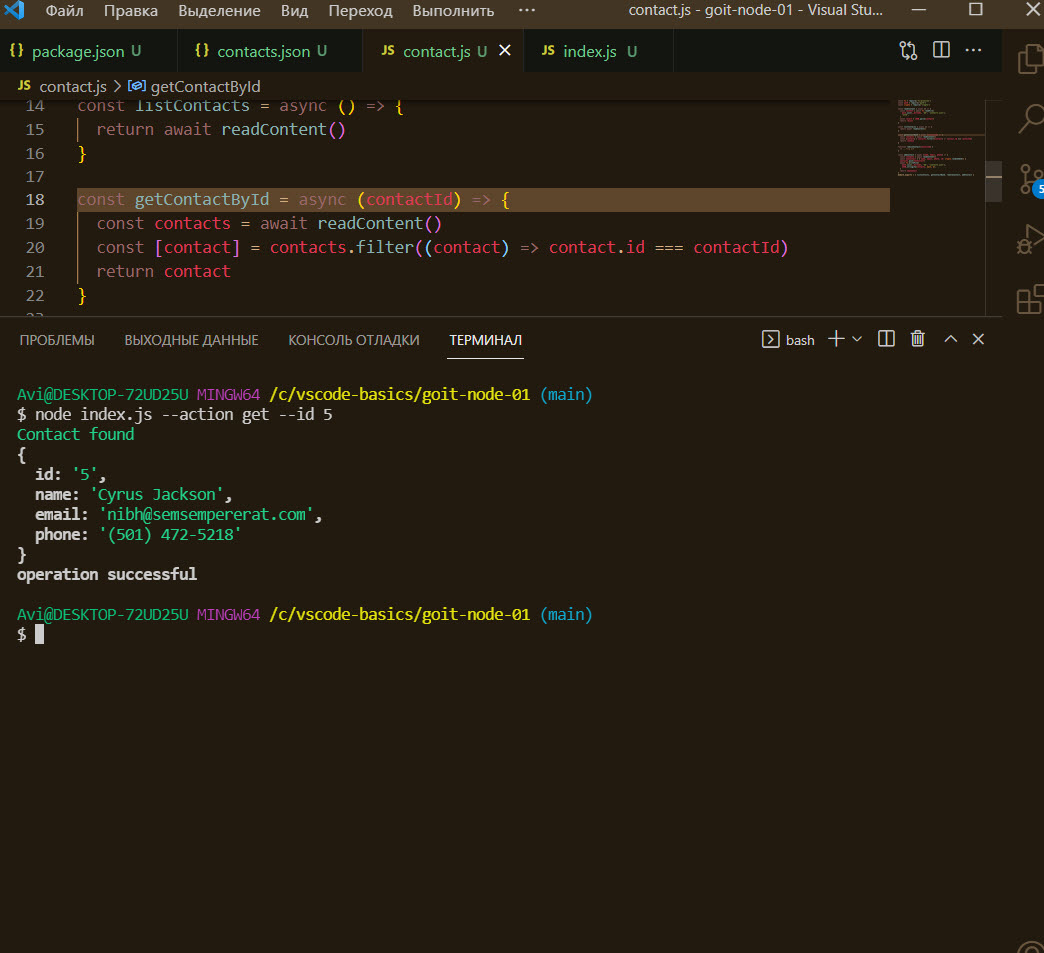 Файл Правка Выделение Вид Переход Выполнить ··· contact.js - goit-node-01 - Visual Stu...
{} package.json U {} contacts.json U JS contact.js U JS index.js U
JS contact.js > getContactById
14 const listContacts = async () => {
15 return await readContent()
16 }
17
18 const getContactById = async (contactId) => {
19 const contacts = await readContent()
20 const [contact] = contacts.filter((contact) => contact.id === contactId)
21 return contact
22 }
ПРОБЛЕМЫ ВЫХОДНЫЕ ДАННЫЕ КОНСОЛЬ ОТЛАДКИ ТЕРМИНАЛ bash
Avi@DESKTOP-72UD25U MINGW64 /c/vscode-basics/goit-node-01 (main)
$ node index.js --action get --id 5
Contact found
{
id: '5',
name: 'Cyrus Jackson',
email: 'nibh@semsempererat.com',
phone: '(501) 472-5218'
}
operation successful
Avi@DESKTOP-72UD25U MINGW64 /c/vscode-basics/goit-node-01 (main)
$